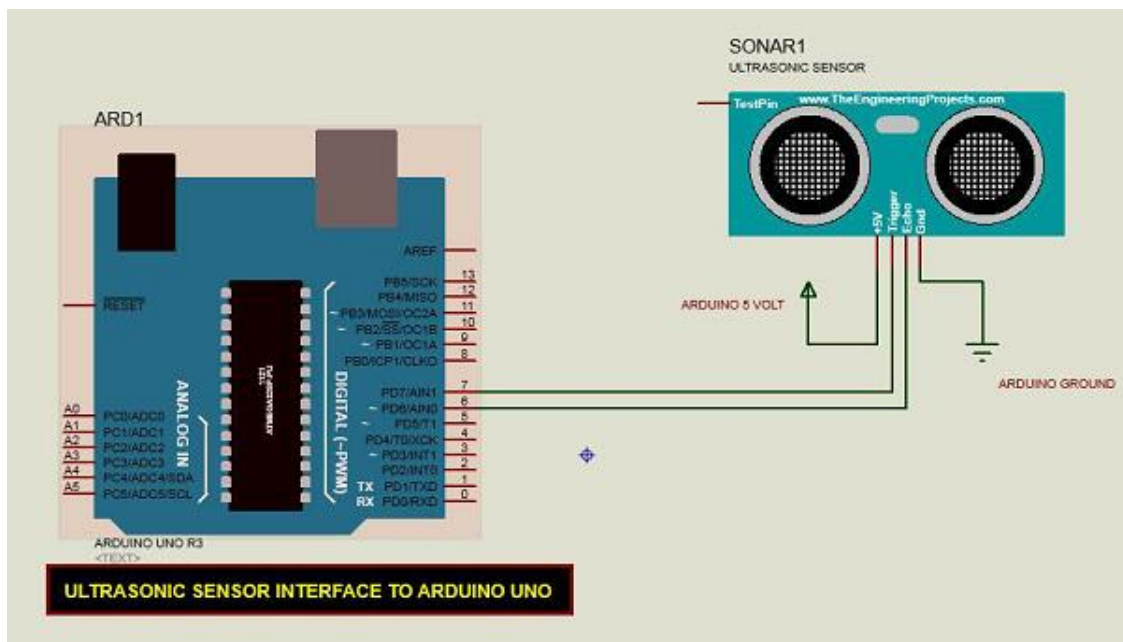 SONAR1
ULTRASONIC SENSOR
TestPin
www.TheEngineeringProjects.com
+5V
Trigger
Echo
Gnd
ARDUINO 5 VOLT
ARDUINO GROUND
ARD1
RESET
AREF
PB5/SCK 13
PB4/MISO 12
~ PB3/MOSI/OC2A 11
~ PB2/SS/OC1B 10
~ PB1/OC1A 9
PB0/ICP1/CLKO 8
PD7/AIN1 7
~ PD6/AIN0 6
~ PD5/T1 5
PD4/T0/XCK 4
~ PD3/INT1 3
PD2/INT0 2
TX PD1/TXD 1
RX PD0/RXD 0
DIGITAL (~PWM)
ANALOG IN
A0 PC0/ADC0
A1 PC1/ADC1
A2 PC2/ADC2
A3 PC3/ADC3
A4 PC4/ADC4/SDA
A5 PC5/ADC5/SCL
ARDUINO UNO R3
<TEXT>
ULTRASONIC SENSOR INTERFACE TO ARDUINO UNO